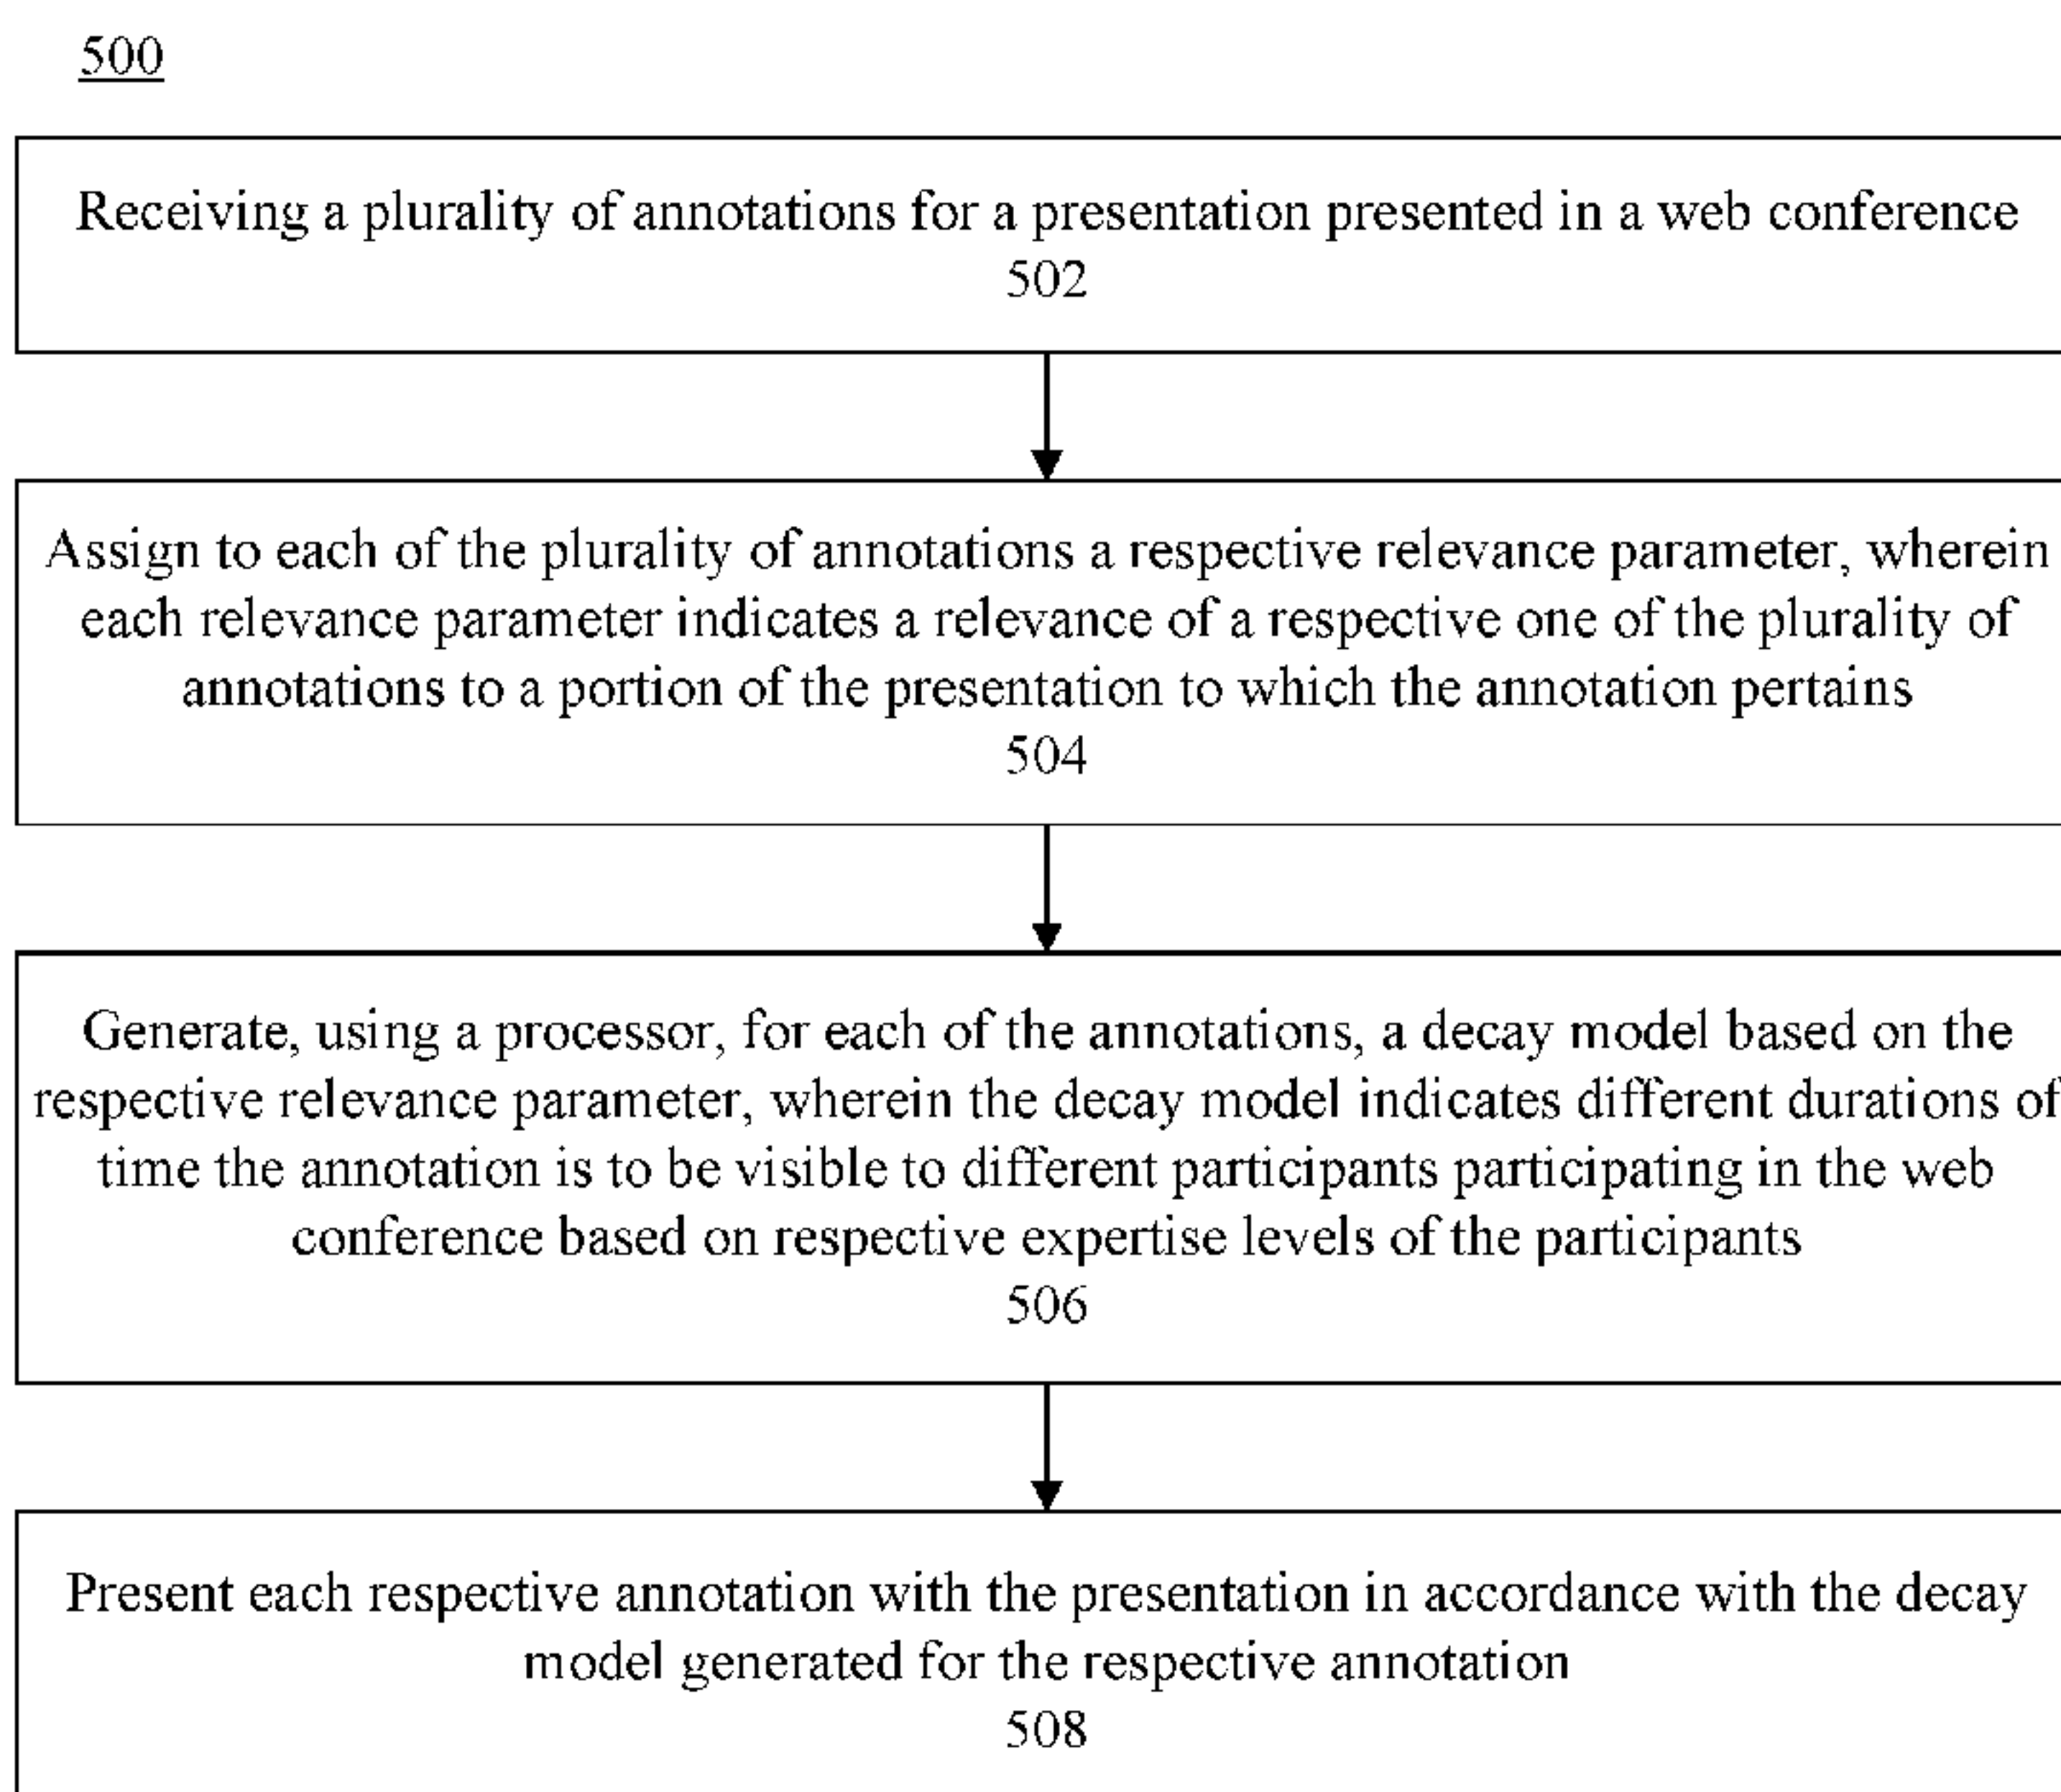 500
Receiving a plurality of annotations for a presentation presented in a web conference
502
Assign to each of the plurality of annotations a respective relevance parameter, wherein
each relevance parameter indicates a relevance of a respective one of the plurality of
annotations to a portion of the presentation to which the annotation pertains
504
Generate, using a processor, for each of the annotations, a decay model based on the
respective relevance parameter, wherein the decay model indicates different durations of
time the annotation is to be visible to different participants participating in the web
conference based on respective expertise levels of the participants
506
Present each respective annotation with the presentation in accordance with the decay
model generated for the respective annotation
508